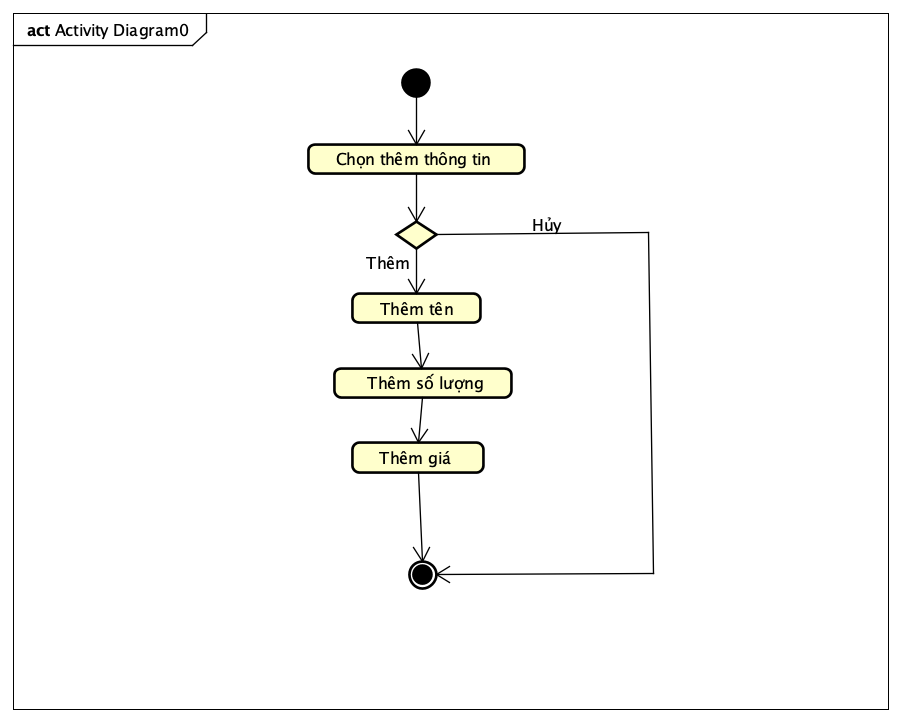 act Activity Diagram0
Chọn thêm thông tin
Hủy
Thêm
Thêm tên
Thêm số lượng
Thêm giá